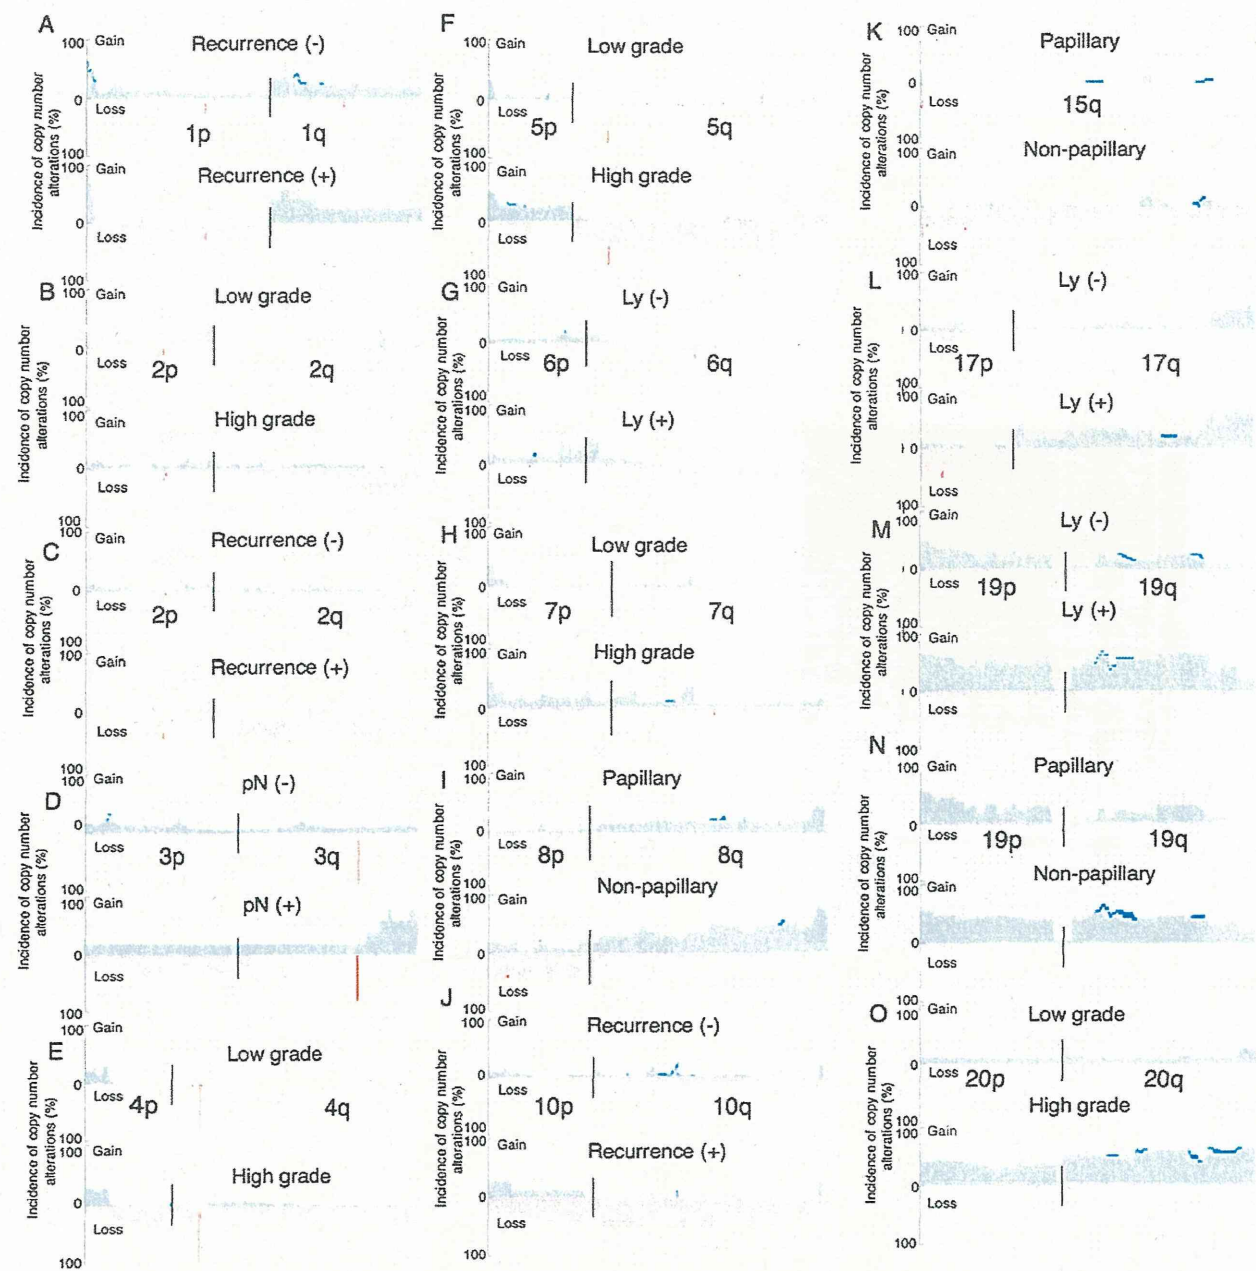 A
100 Gain
Recurrence (-)
Incidence of copy number
alterations (%)
0
Loss
1p
1q
100
100 Gain
Recurrence (+)
0
Loss
100
B
100 Gain
Low grade
Incidence of copy number
alterations (%)
0
Loss
2p
2q
100
100 Gain
High grade
0
Loss
100
C
100 Gain
Recurrence (-)
Incidence of copy number
alterations (%)
0
Loss
2p
2q
100
100 Gain
Recurrence (+)
0
Loss
100
D
100 Gain
pN (-)
Incidence of copy number
alterations (%)
0
Loss
3p
3q
100
100 Gain
pN (+)
0
Loss
100
E
100 Gain
Low grade
Incidence of copy number
alterations (%)
0
Loss
4p
4q
100
100 Gain
High grade
0
Loss
100
F
100 Gain
Low grade
Incidence of copy number
alterations (%)
0
Loss
5p
5q
100
100 Gain
High grade
0
Loss
100
G
100 Gain
Ly (-)
Incidence of copy number
alterations (%)
0
Loss
6p
6q
100
100 Gain
Ly (+)
0
Loss
100
H
100 Gain
Low grade
Incidence of copy number
alterations (%)
0
Loss
7p
7q
100
100 Gain
High grade
0
Loss
100
I
100 Gain
Papillary
Incidence of copy number
alterations (%)
0
Loss
8p
8q
100
100 Gain
Non-papillary
0
Loss
100
J
100 Gain
Recurrence (-)
Incidence of copy number
alterations (%)
0
Loss
10p
10q
100
100 Gain
Recurrence (+)
0
Loss
100
K
100 Gain
Papillary
Incidence of copy number
alterations (%)
0
Loss
15q
100
100 Gain
Non-papillary
0
Loss
100
L
100 Gain
Ly (-)
Incidence of copy number
alterations (%)
0
Loss
17p
17q
100
100 Gain
Ly (+)
0
Loss
100
M
100 Gain
Ly (-)
Incidence of copy number
alterations (%)
0
Loss
19p
19q
100
100 Gain
Ly (+)
0
Loss
100
N
100 Gain
Papillary
Incidence of copy number
alterations (%)
0
Loss
19p
19q
100
100 Gain
Non-papillary
0
Loss
100
O
100 Gain
Low grade
Incidence of copy number
alterations (%)
0
Loss
20p
20q
100
100 Gain
High grade
0
Loss
100